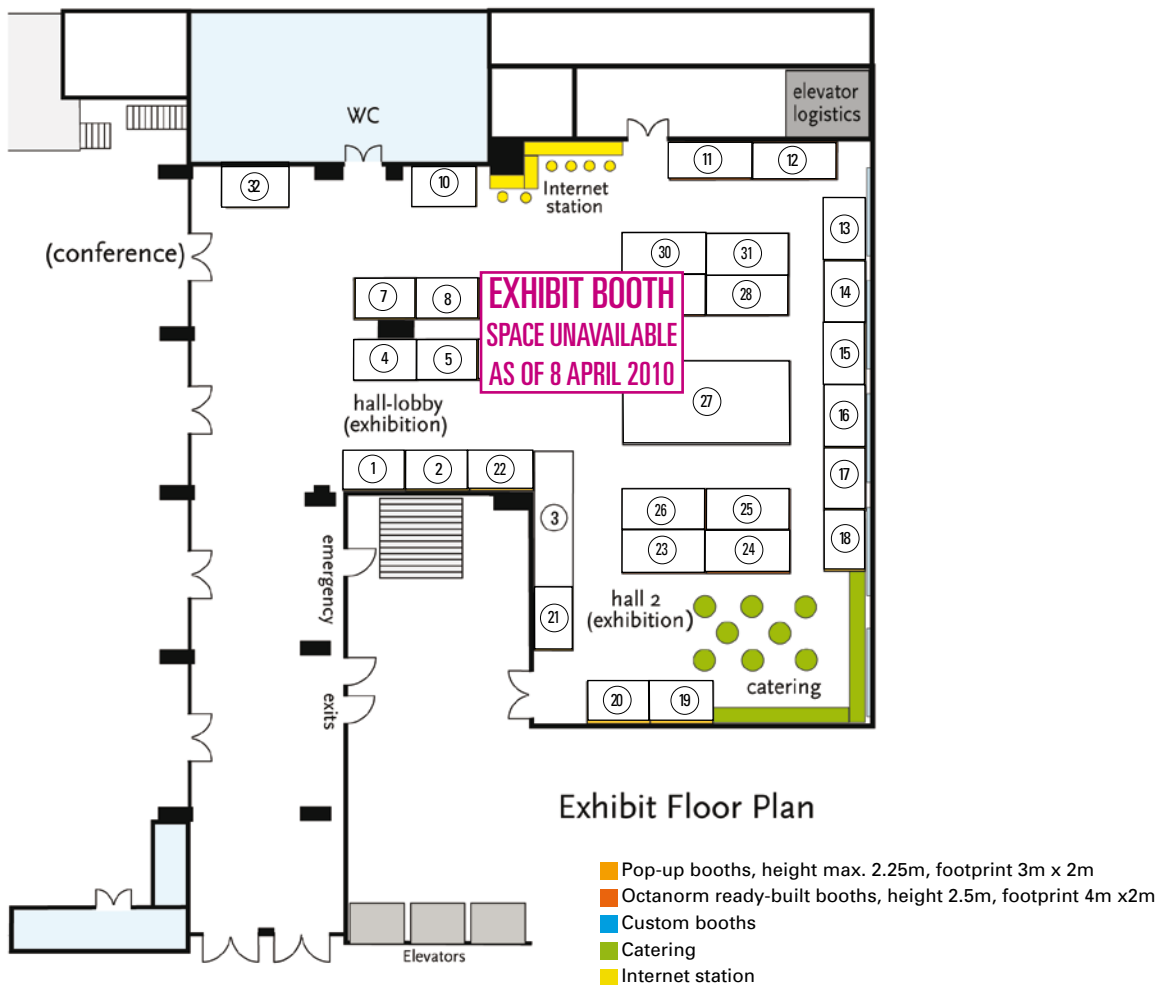 WC
elevator
logistics
11
12
32
10
Internet
station
13
(conference)
30
31
7
8
EXHIBIT BOOTH
28
14
SPACE UNAVAILABLE
4
5
AS OF 8 APRIL 2010
15
hall-lobby
(exhibition)
27
16
1
2
22
17
3
26
25
18
23
24
emergency
21
hall 2
(exhibition)
catering
exits
20
19
Exhibit Floor Plan
Pop-up booths, height max. 2.25m, footprint 3m x 2m
Octanorm ready-built booths, height 2.5m, footprint 4m x2m
Custom booths
Catering
Internet station
Elevators